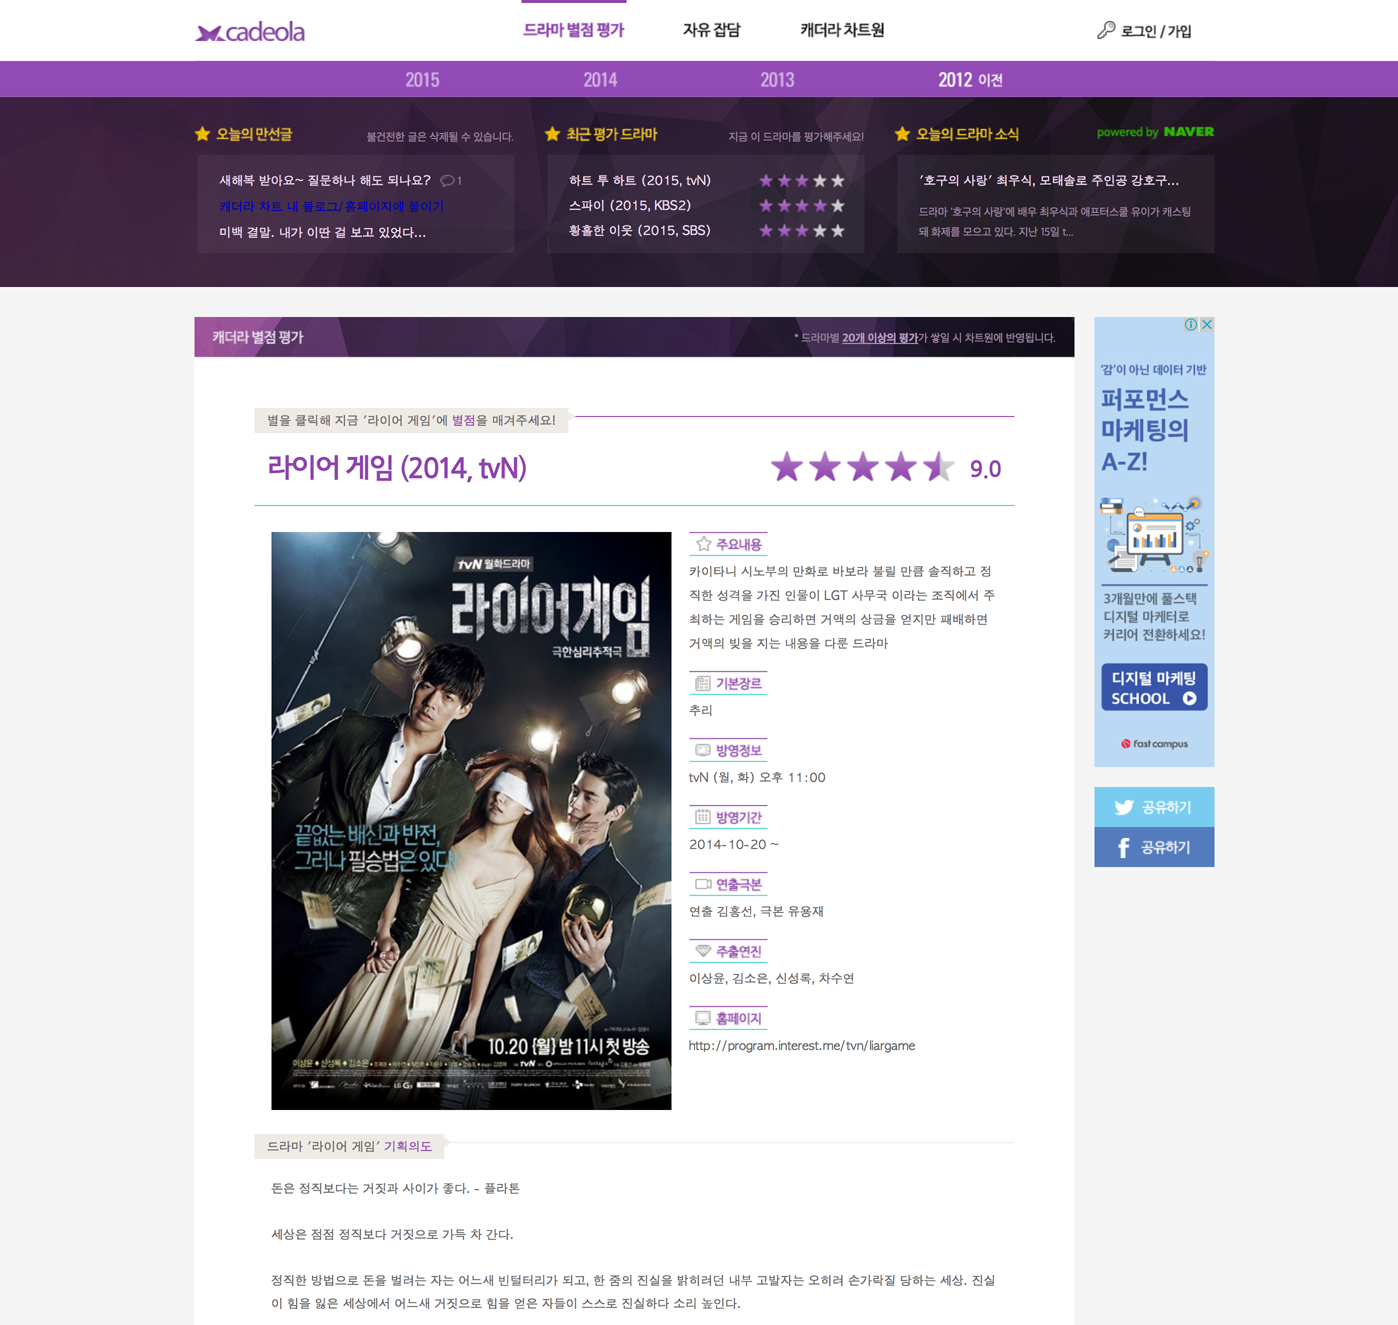 cadeola
드라마 별점 평가
자유 잡담
캐더라 차트원
로그인 / 가입
2015
2014
2013
2012 이전
오늘의 만선글
불건전한 글은 삭제될 수 있습니다.
새해복 받아요~ 질문하나 해도 되나요? 1
캐더라 차트 내 블로그/홈페이지에 붙이기
미백 결말. 내가 이딴 걸 보고 있었다...
최근 평가 드라마
지금 이 드라마를 평가해주세요!
하트 투 하트 (2015, tvN)
스파이 (2015, KBS2)
황홀한 이웃 (2015, SBS)
오늘의 드라마 소식
powered by NAVER
'호구의 사랑' 최우식, 모태솔로 주인공 강호구...
드라마 '호구의 사랑'에 배우 최우식과 애프터스쿨 유이가 캐스팅
돼 화제를 모으고 있다. 지난 15일 t...
캐더라 별점 평가
* 드라마별 20개 이상의 평가가 쌓일 시 차트원에 반영됩니다.
별을 클릭해 지금 '라이어 게임'에 별점을 매겨주세요!
라이어 게임 (2014, tvN)
9.0
tvN 월화드라마
라이어게임
극한심리추적극
끝없는 배신과 반전,
그러나 필승법은 있다
10.20 {월} 밤 11시 첫 방송
이상윤 신성록 김소은
주요내용
카이타니 시노부의 만화로 바보라 불릴 만큼 솔직하고 정
직한 성격을 가진 인물이 LGT 사무국 이라는 조직에서 주
최하는 게임을 승리하면 거액의 상금을 얻지만 패배하면
거액의 빚을 지는 내용을 다룬 드라마
기본장르
추리
방영정보
tvN (월, 화) 오후 11:00
방영기간
2014-10-20 ~
연출극본
연출 김홍선, 극본 유용재
주출연진
이상윤, 김소은, 신성록, 차수연
홈페이지
http://program.interest.me/tvn/liargame
드라마 '라이어 게임' 기획의도
돈은 정직보다는 거짓과 사이가 좋다. - 플라톤
세상은 점점 정직보다 거짓으로 가득 차 간다.
정직한 방법으로 돈을 벌려는 자는 어느새 빈털터리가 되고, 한 줌의 진실을 밝히려던 내부 고발자는 오히려 손가락질 당하는 세상. 진실
이 힘을 잃은 세상에서 어느새 거짓으로 힘을 얻은 자들이 스스로 진실하다 소리 높인다.
'감'이 아닌 데이터 기반
퍼포먼스
마케팅의
A-Z!
3개월만에 풀스택
디지털 마케터로
커리어 전환하세요!
디지털 마케팅
SCHOOL
fast campus
공유하기
공유하기